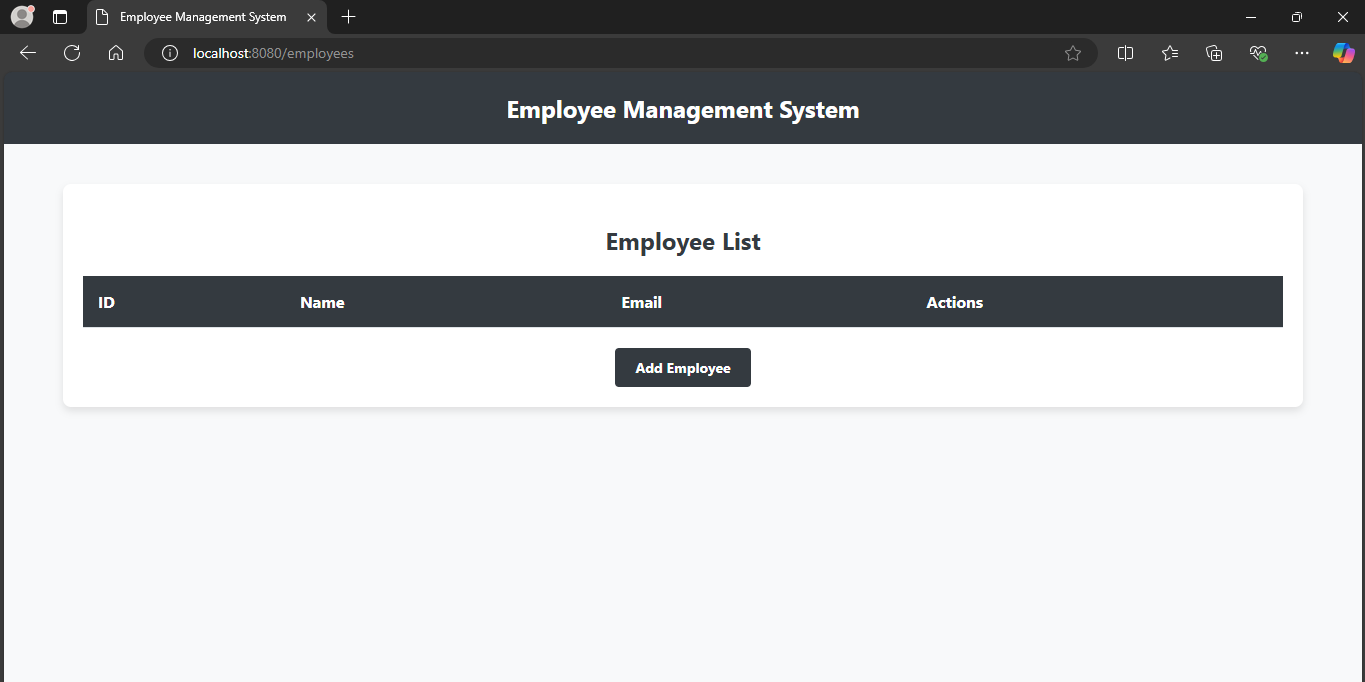 Employee Management System
localhost:8080/employees
Employee Management System
Employee List
ID Name Email Actions
Add Employee